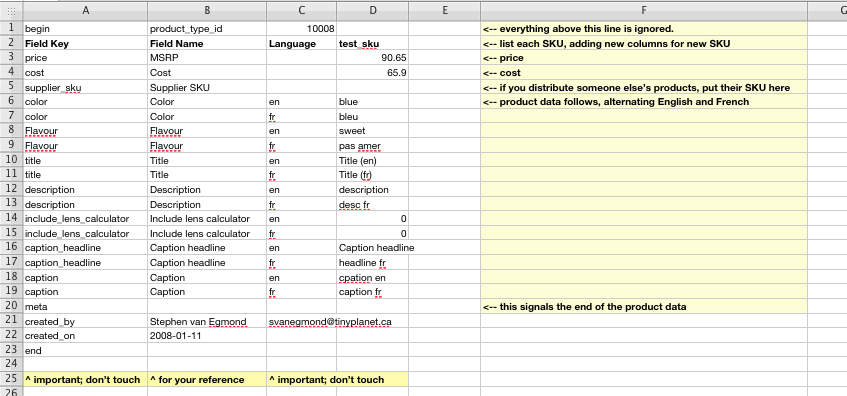 A B C D E F G
1 begin product_type_id 10008 <-- everything above this line is ignored.
2 Field Key Field Name Language test_sku <-- list each SKU, adding new columns for new SKU
3 price MSRP 90.65 <-- price
4 cost Cost 65.9 <-- cost
5 supplier_sku Supplier SKU <-- if you distribute someone else's products, put their SKU here
6 color Color en blue <-- product data follows, alternating English and French
7 color Color fr bleu
8 Flavour Flavour en sweet
9 Flavour Flavour fr pas amer
10 title Title en Title (en)
11 title Title fr Title (fr)
12 description Description en description
13 description Description fr desc fr
14 include_lens_calculator Include lens calculator en 0
15 include_lens_calculator Include lens calculator fr 0
16 caption_headline Caption headline en Caption headline
17 caption_headline Caption headline fr headline fr
18 caption Caption en cpation en
19 caption Caption fr caption fr
20 meta <-- this signals the end of the product data
21 created_by Stephen van Egmond svanegmond@tinyplanet.ca
22 created_on 2008-01-11
23 end
24
25 ^ important; don't touch ^ for your reference ^ important; don't touch
26